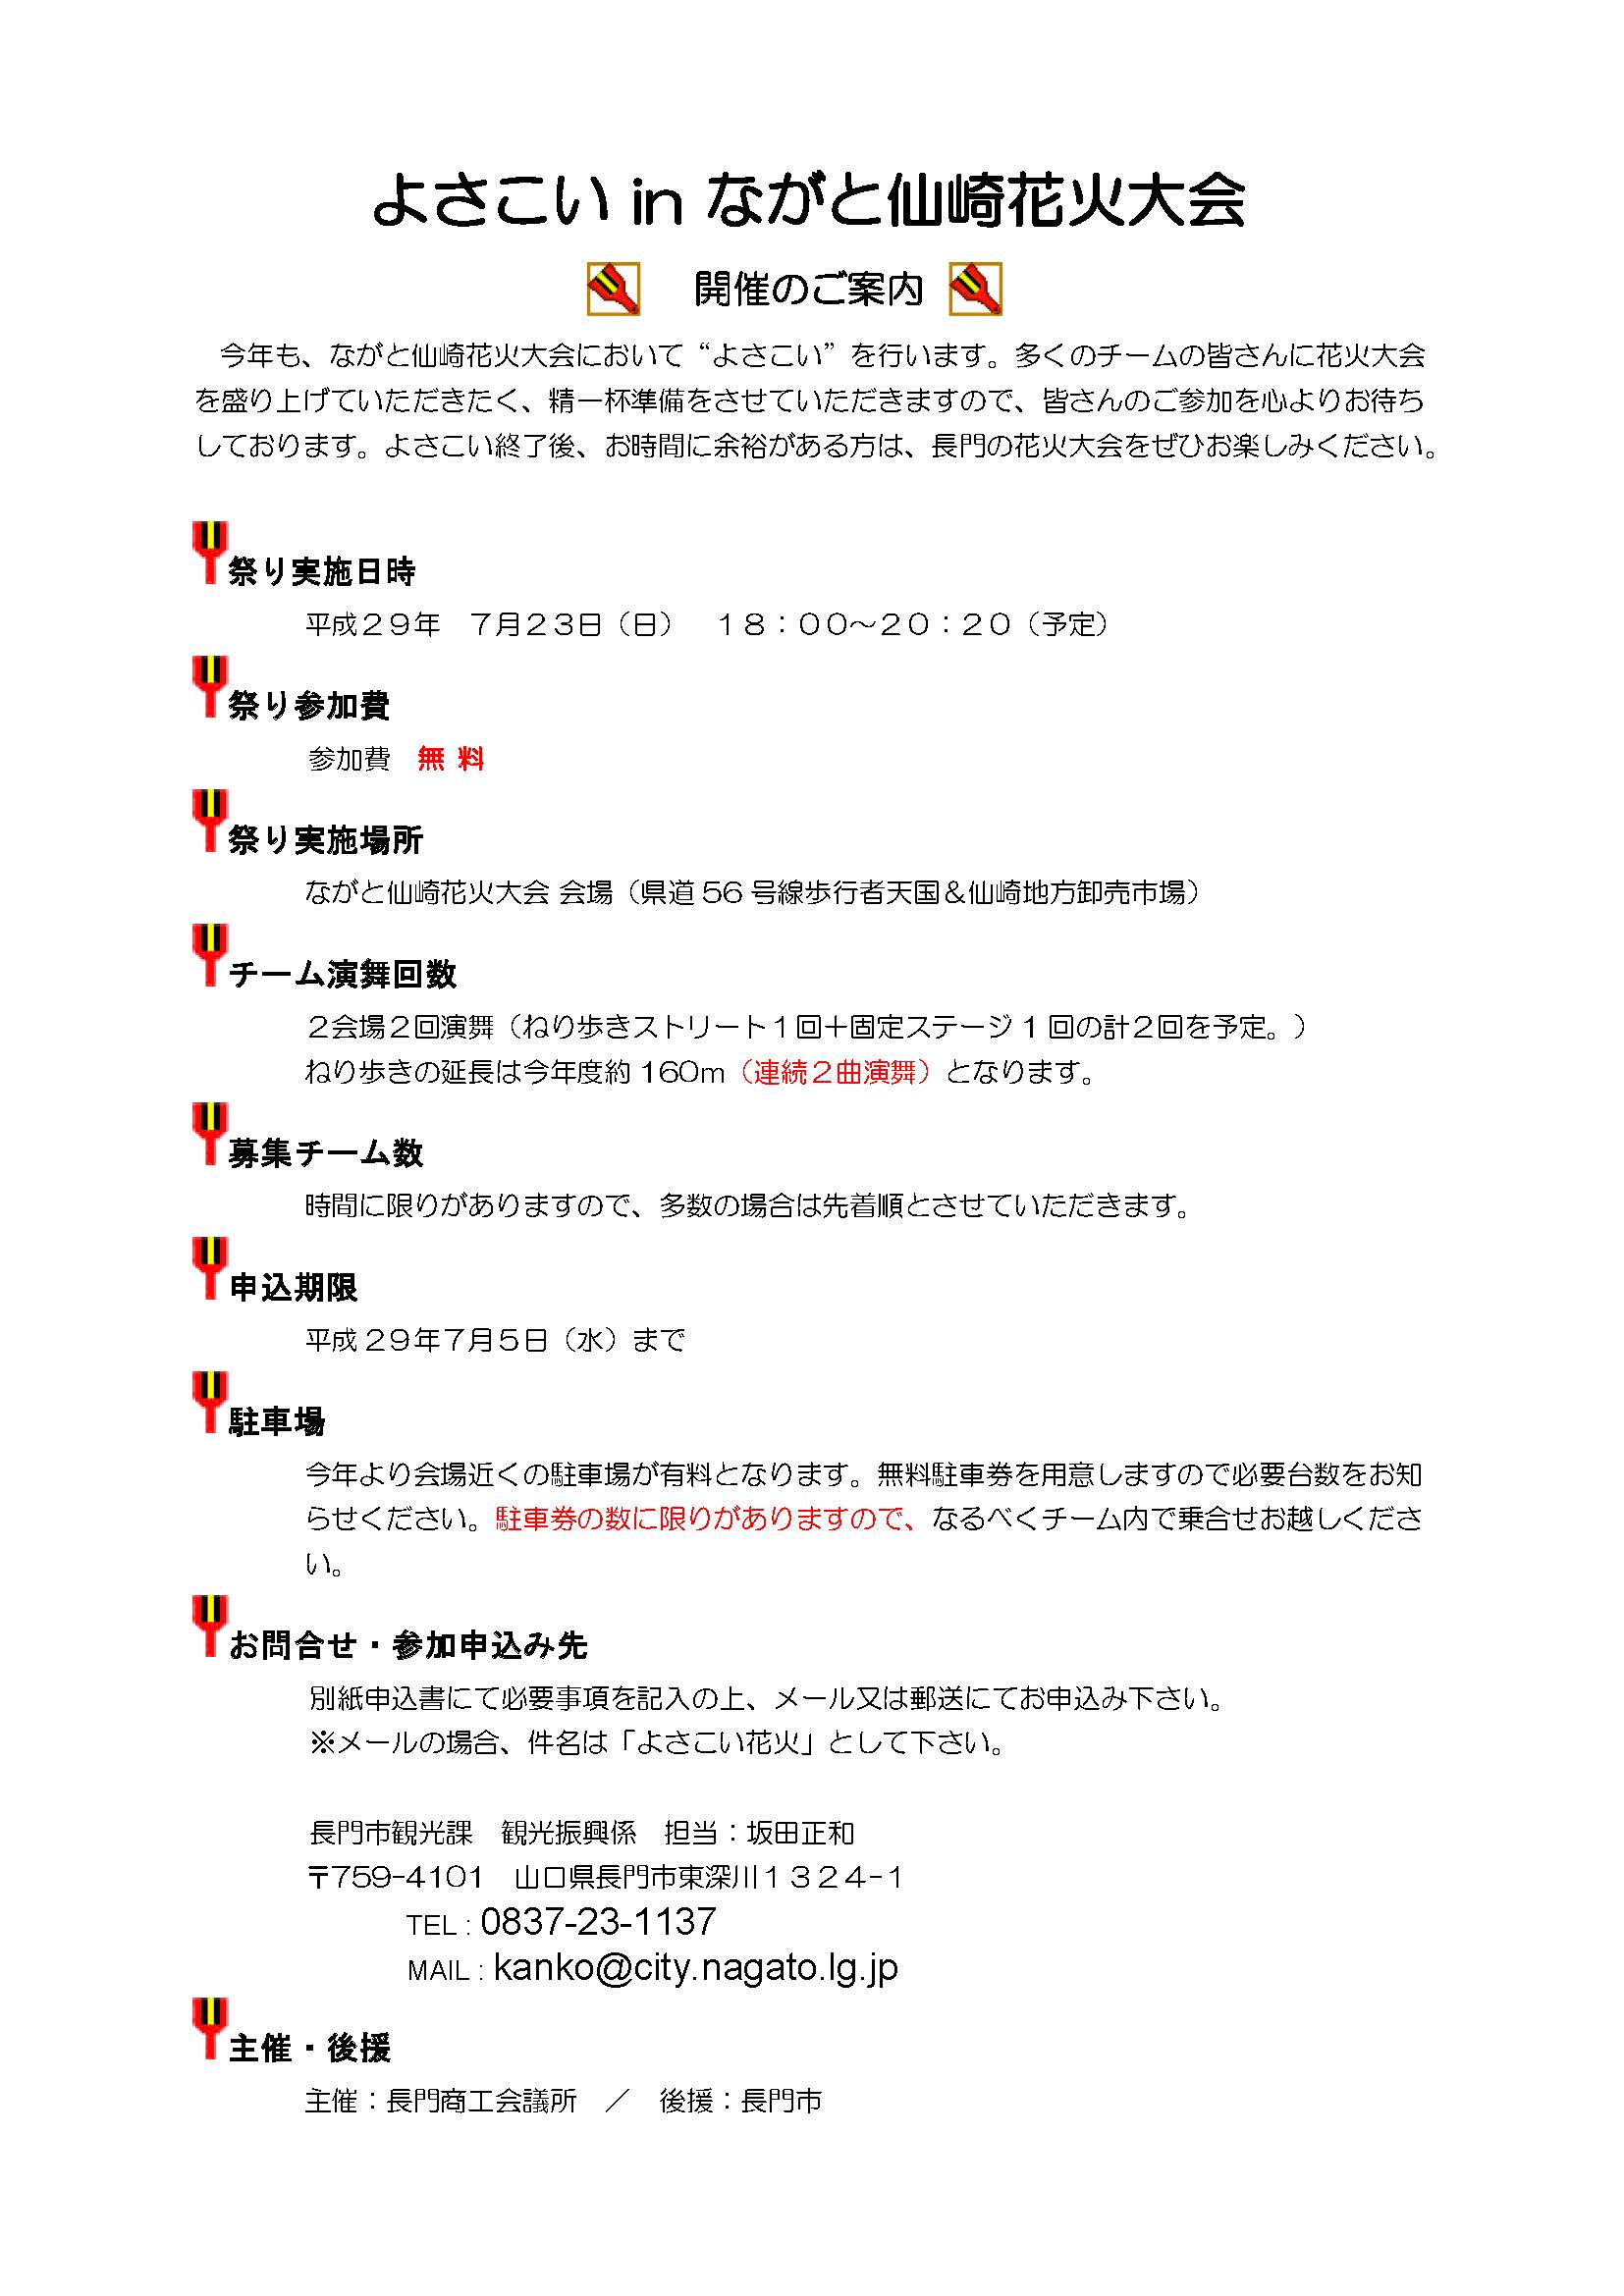 よさこい in ながと仙崎花火大会
開催のご案内
今年も、ながと仙崎花火大会において“よさこい”を行います。多くのチームの皆さんに花火大会
を盛り上げていただきたく、精一杯準備をさせていただきますので、皆さんのご参加を心よりお待ち
しております。よさこい終了後、お時間に余裕がある方は、長門の花火大会をぜひお楽しみください。
祭り実施日時
平成２９年　７月２３日（日）　１８：００～２０：２０（予定）
祭り参加費
参加費　無 料
祭り実施場所
ながと仙崎花火大会 会場（県道 56 号線歩行者天国＆仙崎地方卸売市場）
チーム演舞回数
２会場２回演舞（ねり歩きストリート１回＋固定ステージ 1 回の計２回を予定。）
ねり歩きの延長は今年度約 160m（連続２曲演舞）となります。
募集チーム数
時間に限りがありますので、多数の場合は先着順とさせていただきます。
申込期限
平成 29年７月５日（水）まで
駐車場
今年より会場近くの駐車場が有料となります。無料駐車券を用意しますので必要台数をお知
らせください。駐車券の数に限りがありますので、なるべくチーム内で乗合せお越しくださ
い。
お問合せ・参加申込み先
別紙申込書にて必要事項を記入の上、メール又は郵送にてお申込み下さい。
※メールの場合、件名は「よさこい花火」として下さい。
長門市観光課　観光振興係　担当：坂田正和
〒759-4101　山口県長門市東深川１３２４-１
TEL : 0837-23-1137
MAIL : kanko@city.nagato.lg.jp
主催・後援
主催：長門商工会議所　／　後援：長門市